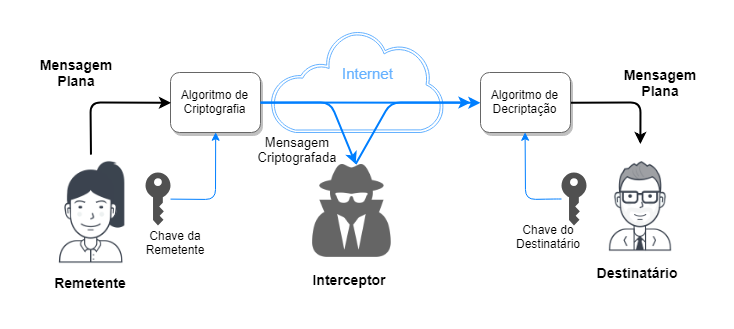 Mensagem
Plana
Algoritmo de
Criptografia
Internet
Algoritmo de
Decriptação
Mensagem
Plana
Mensagem
Criptografada
Chave da
Remetente
Chave do
Destinatário
Remetente
Interceptor
Destinatário